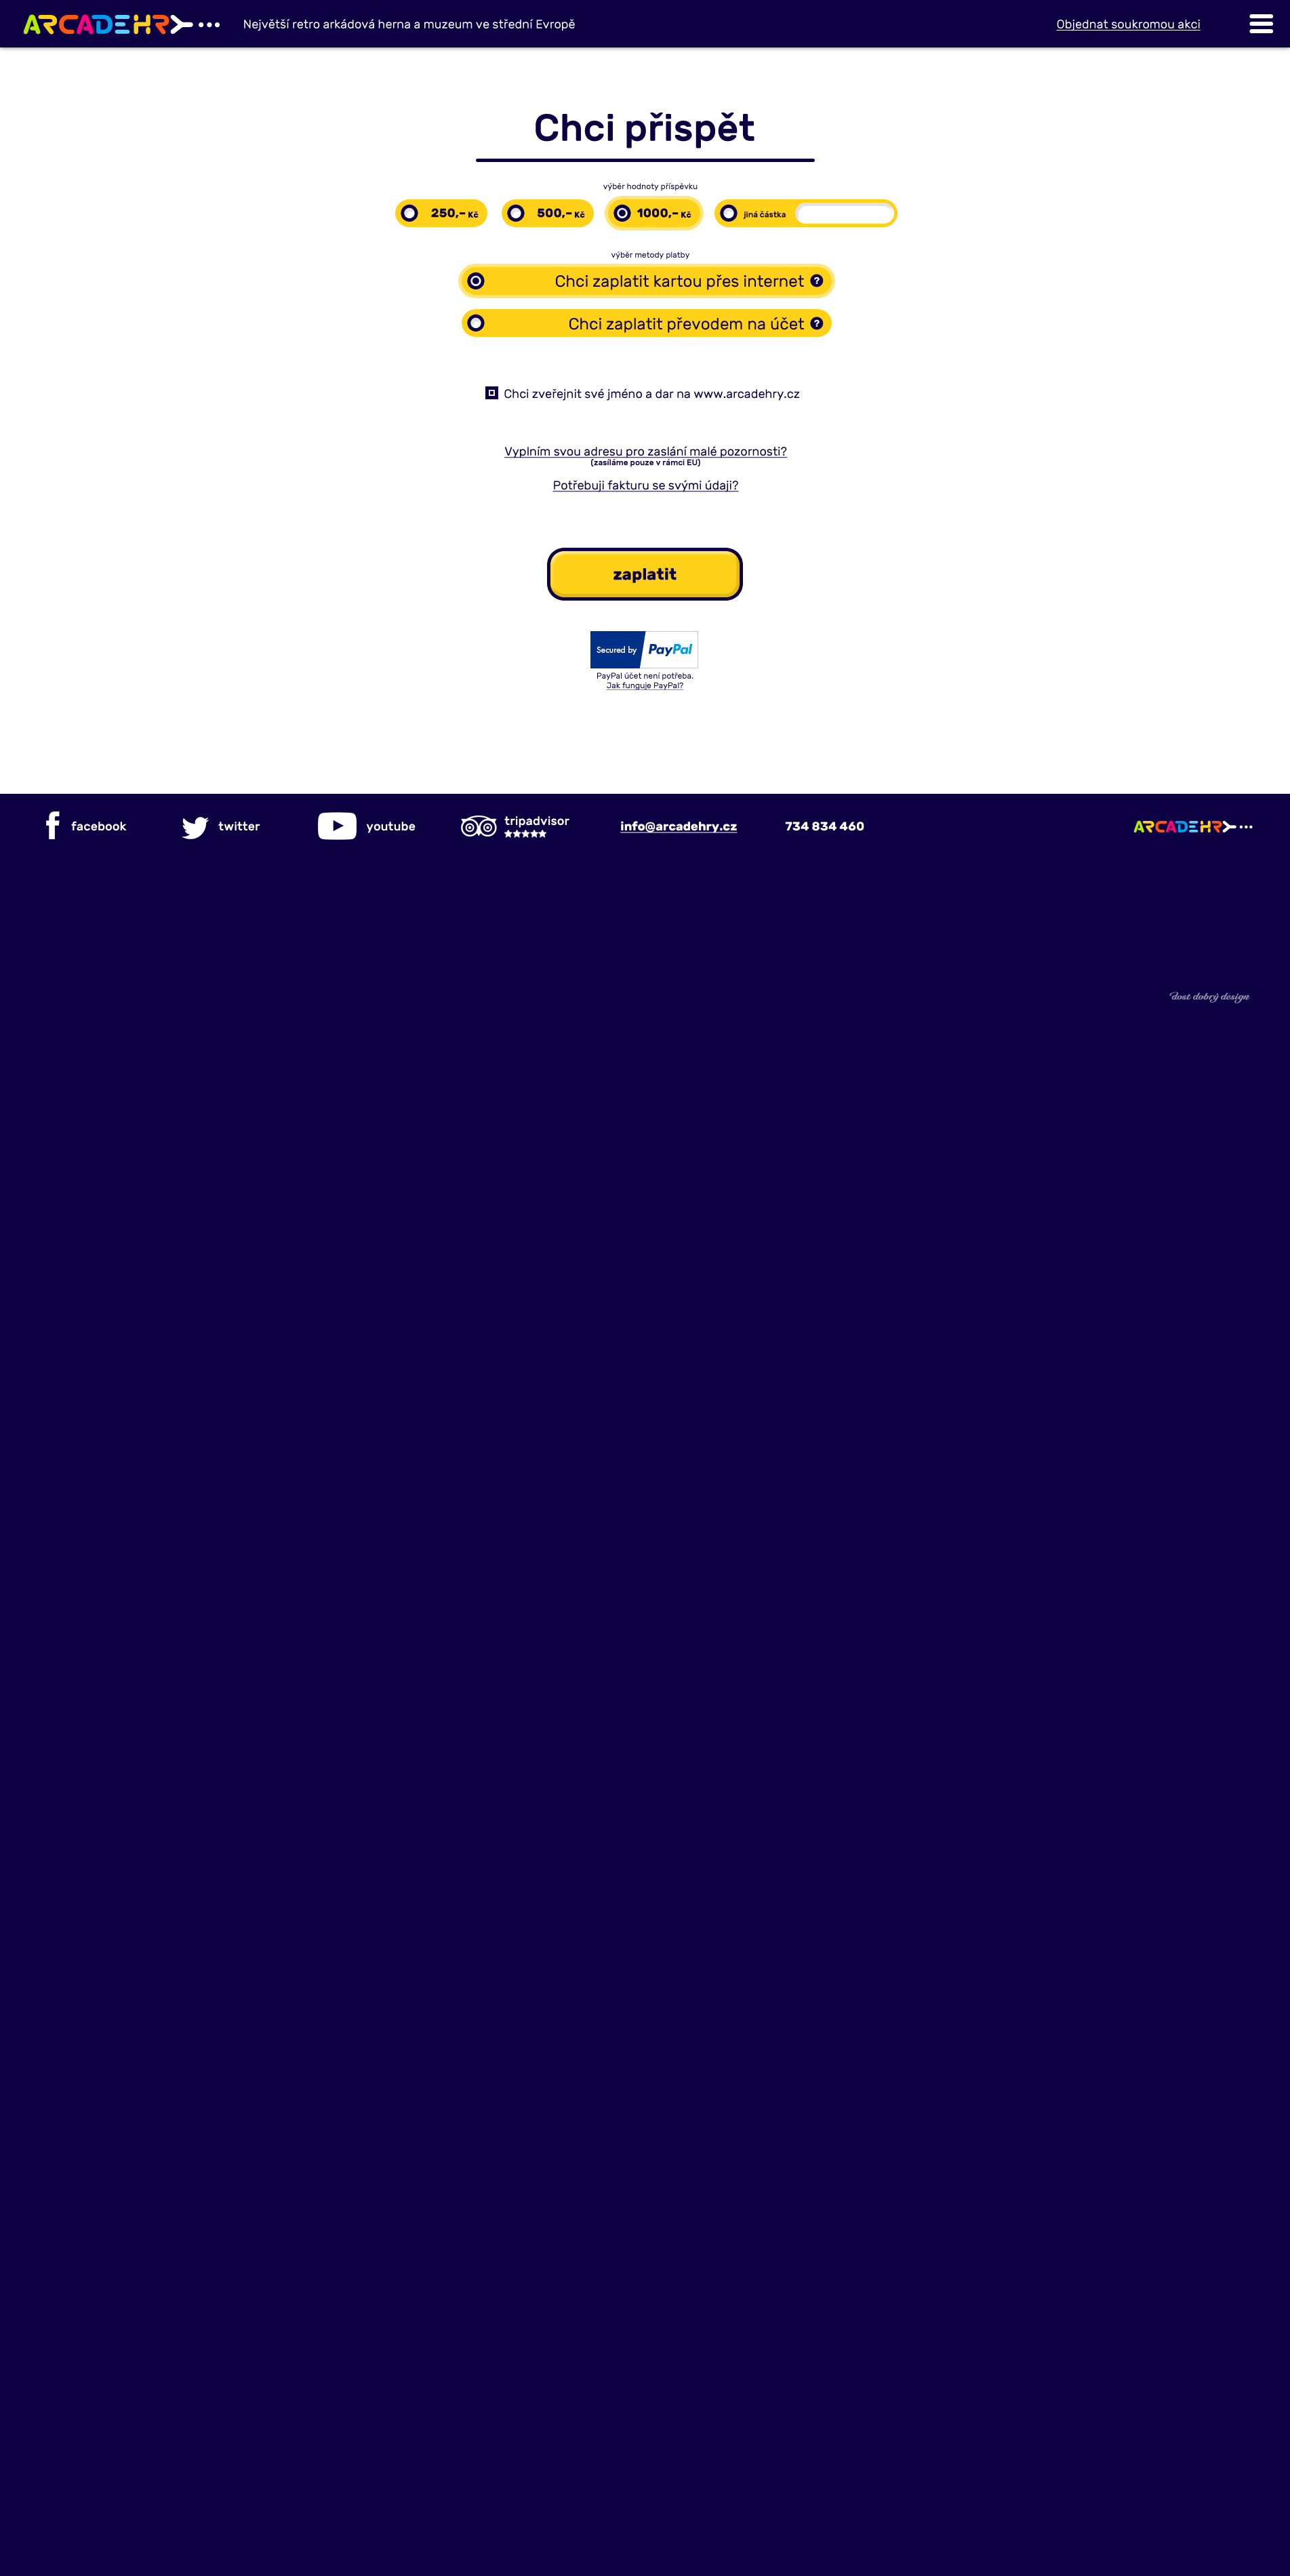 ARCADEHRY...
Největší retro arkádová herna a muzeum ve střední Evropě
Objednat soukromou akci
Chci přispět
výběr hodnoty příspěvku
250,– Kč
500,– Kč
1000,– Kč
jiná částka
výběr metody platby
Chci zaplatit kartou přes internet ?
Chci zaplatit převodem na účet ?
Chci zveřejnit své jméno a dar na www.arcadehry.cz
Vyplním svou adresu pro zaslání malé pozornosti?
(zasíláme pouze v rámci EU)
Potřebuji fakturu se svými údaji?
zaplatit
Secured by PayPal
PayPal účet není potřeba.
Jak funguje PayPal?
facebook
twitter
youtube
tripadvisor
info@arcadehry.cz
734 834 460
ARCADEHRY...
dost dobrý design